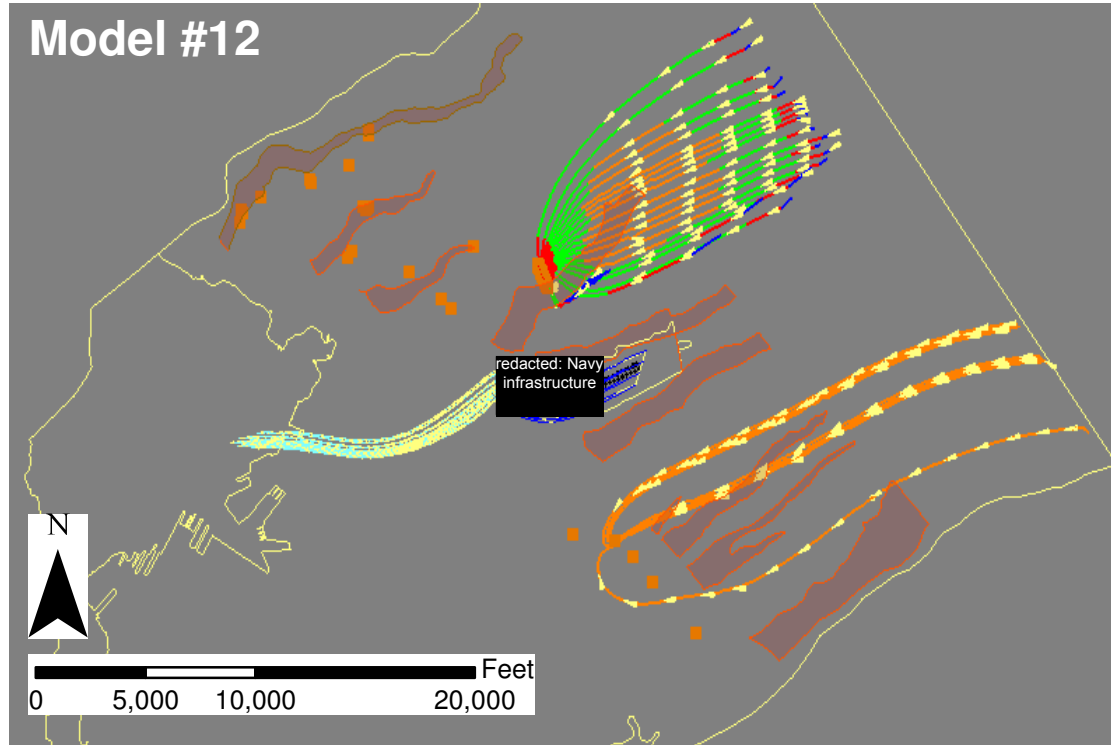 Model #12
redacted: Navy
infrastructure
N
Feet
0 5,000 10,000 20,000